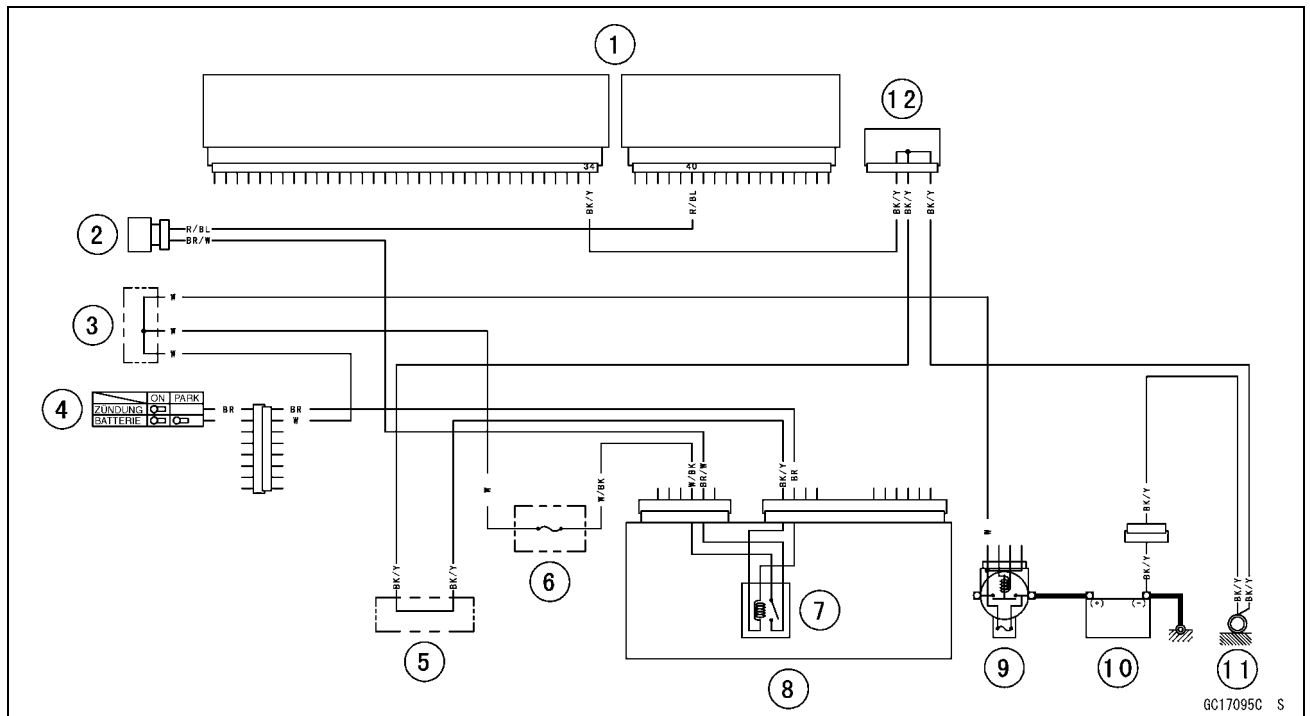 1
12
34
40
BK/Y
R/BL
BK/Y
BK/Y
BK/Y
2
R/BL
BR/W
3
W
W
W
4
ON PARK
ZÜNDUNG
BATTERIE
BR
BR
W
W
W/BK
W/BK
BR/W
BK/Y
BR
W
BK/Y
BK/Y
BK/Y
BK/Y
BK/Y
BK/Y
5
6
7
8
9
(+) (-)
10
11
GC17095C S